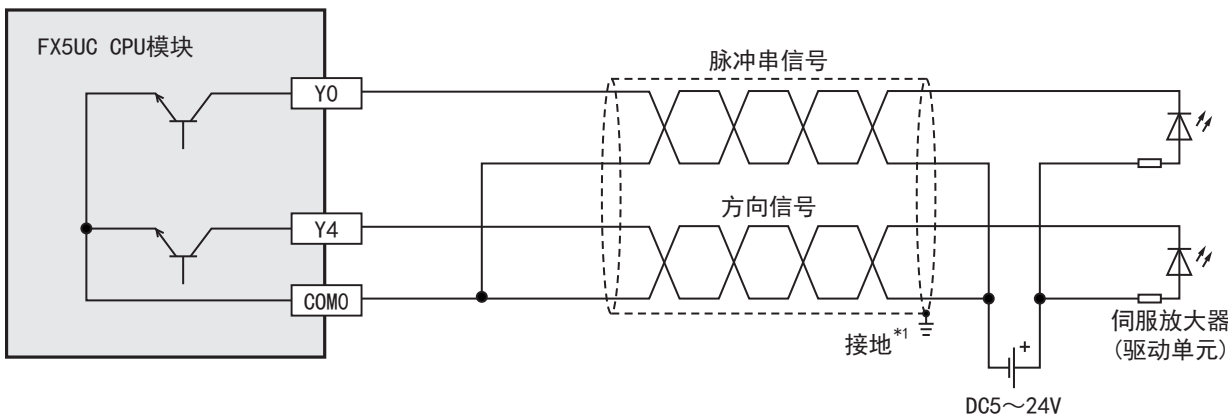 FX5UC CPU模块
脉冲串信号
Y0
方向信号
Y4
COM0
接地*1
伺服放大器
(驱动单元)
+
DC5～24V